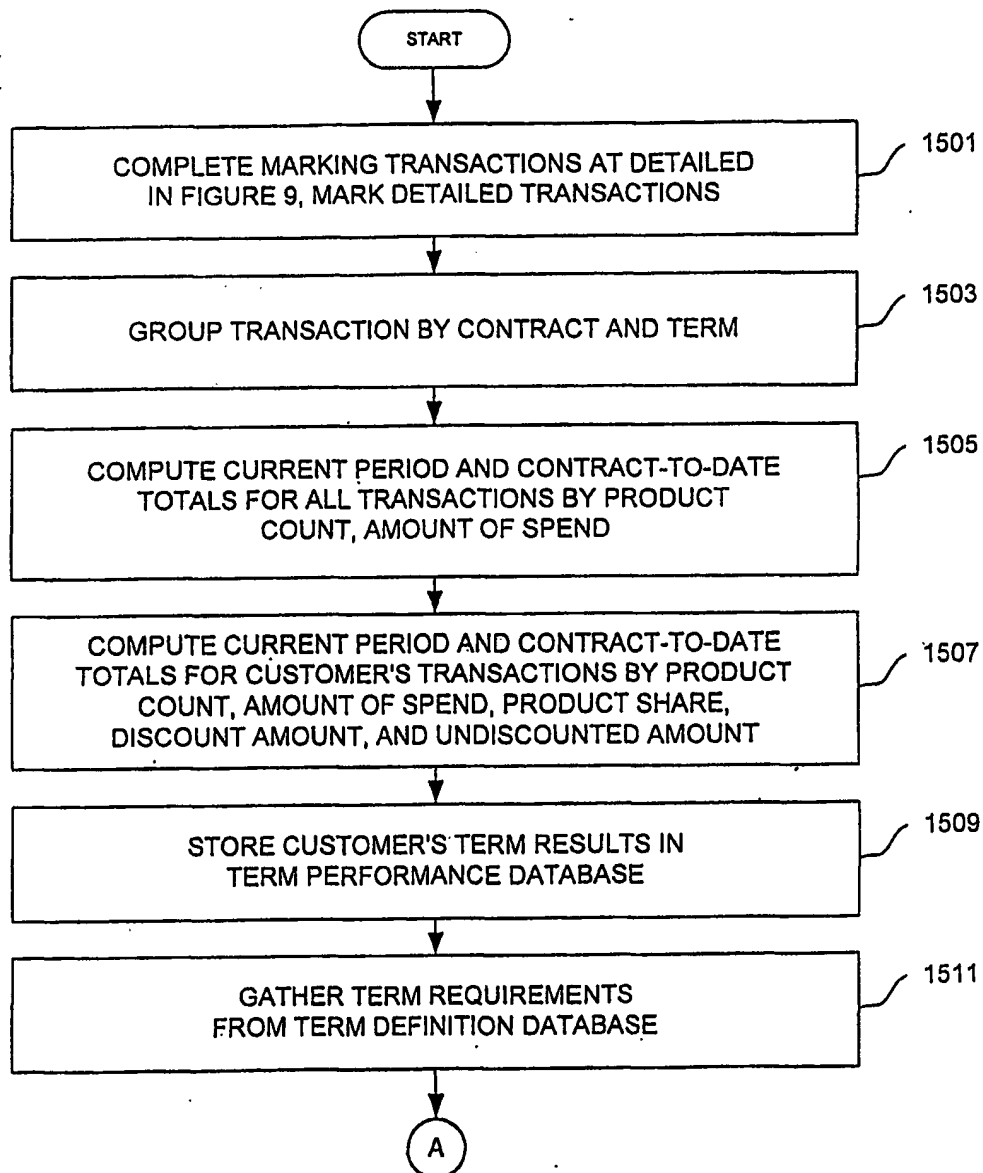 START
COMPLETE MARKING TRANSACTIONS AT DETAILED
IN FIGURE 9, MARK DETAILED TRANSACTIONS
1501
GROUP TRANSACTION BY CONTRACT AND TERM
1503
COMPUTE CURRENT PERIOD AND CONTRACT-TO-DATE
TOTALS FOR ALL TRANSACTIONS BY PRODUCT
COUNT, AMOUNT OF SPEND
1505
COMPUTE CURRENT PERIOD AND CONTRACT-TO-DATE
TOTALS FOR CUSTOMER'S TRANSACTIONS BY PRODUCT
COUNT, AMOUNT OF SPEND, PRODUCT SHARE,
DISCOUNT AMOUNT, AND UNDISCOUNTED AMOUNT
1507
STORE CUSTOMER'S TERM RESULTS IN
TERM PERFORMANCE DATABASE
1509
GATHER TERM REQUIREMENTS
FROM TERM DEFINITION DATABASE
1511
A